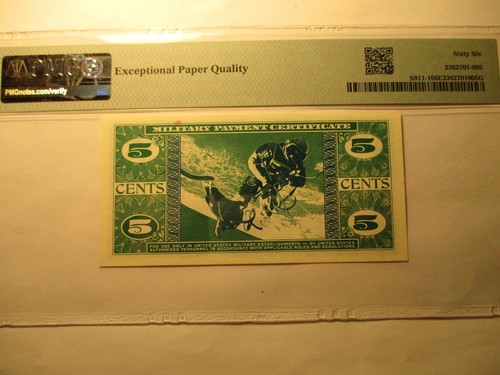 PMG
PMGnotes.com/verify
Exceptional Paper Quality
Sixty Six
2362701-005
S911-166E2362701005G
MILITARY PAYMENT CERTIFICATE
5 5
CENTS CENTS
5 5
FOR USE ONLY IN UNITED STATES MILITARY ESTABLISHMENTS — BY UNITED STATES
AUTHORIZED PERSONNEL IN ACCORDANCE WITH APPLICABLE RULES AND REGULATIONS.